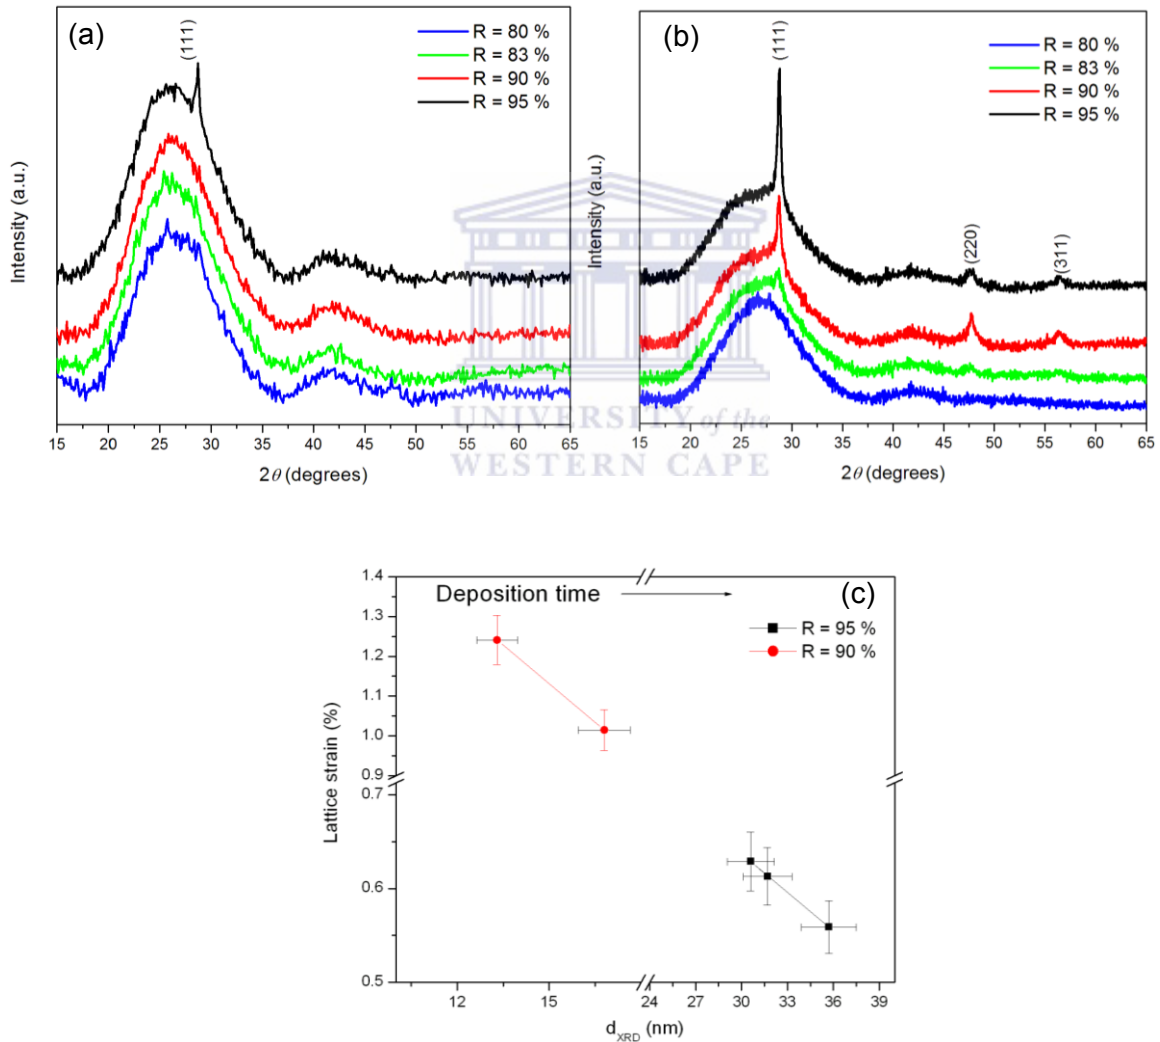 (a)
(111)
R = 80 %
R = 83 %
R = 90 %
R = 95 %
Intensity (a.u.)
15 20 25 30 35 40 45 50 55 60 65
2θ (degrees)
(b)
(111)
(220)
(311)
R = 80 %
R = 83 %
R = 90 %
R = 95 %
Intensity (a.u.)
15 20 25 30 35 40 45 50 55 60 65
2θ (degrees)
UNIVERSITY of the
WESTERN CAPE
(c)
Deposition time
R = 95 %
R = 90 %
Lattice strain (%)
1.4
1.3
1.2
1.1
1.0
0.9
0.7
0.6
0.5
12 15 24 30 33 36 39
dXRD (nm)